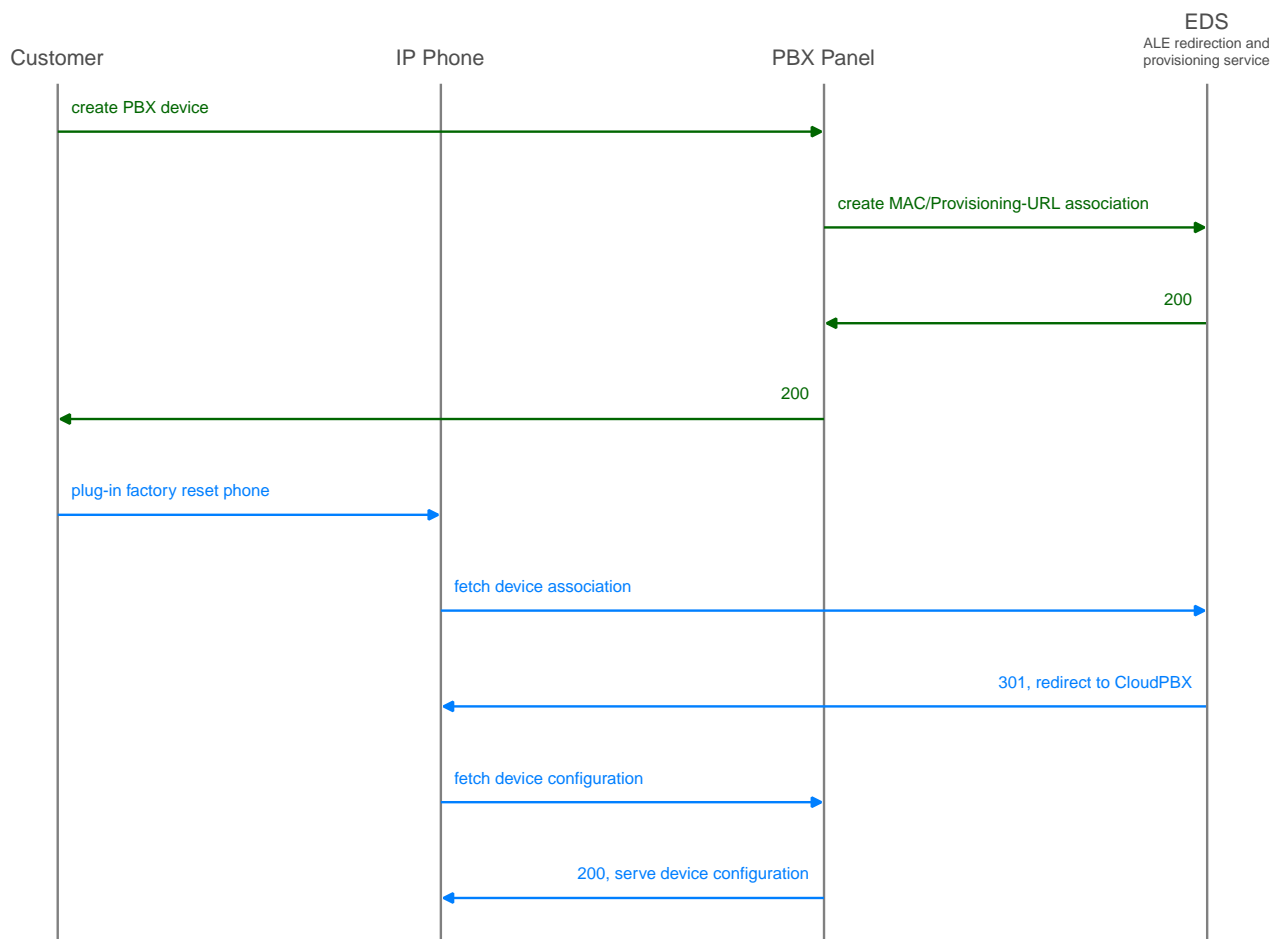 EDS
ALE redirection and
provisioning service
Customer
IP Phone
PBX Panel
create PBX device
create MAC/Provisioning-URL association
200
200
plug-in factory reset phone
fetch device association
301, redirect to CloudPBX
fetch device configuration
200, serve device configuration